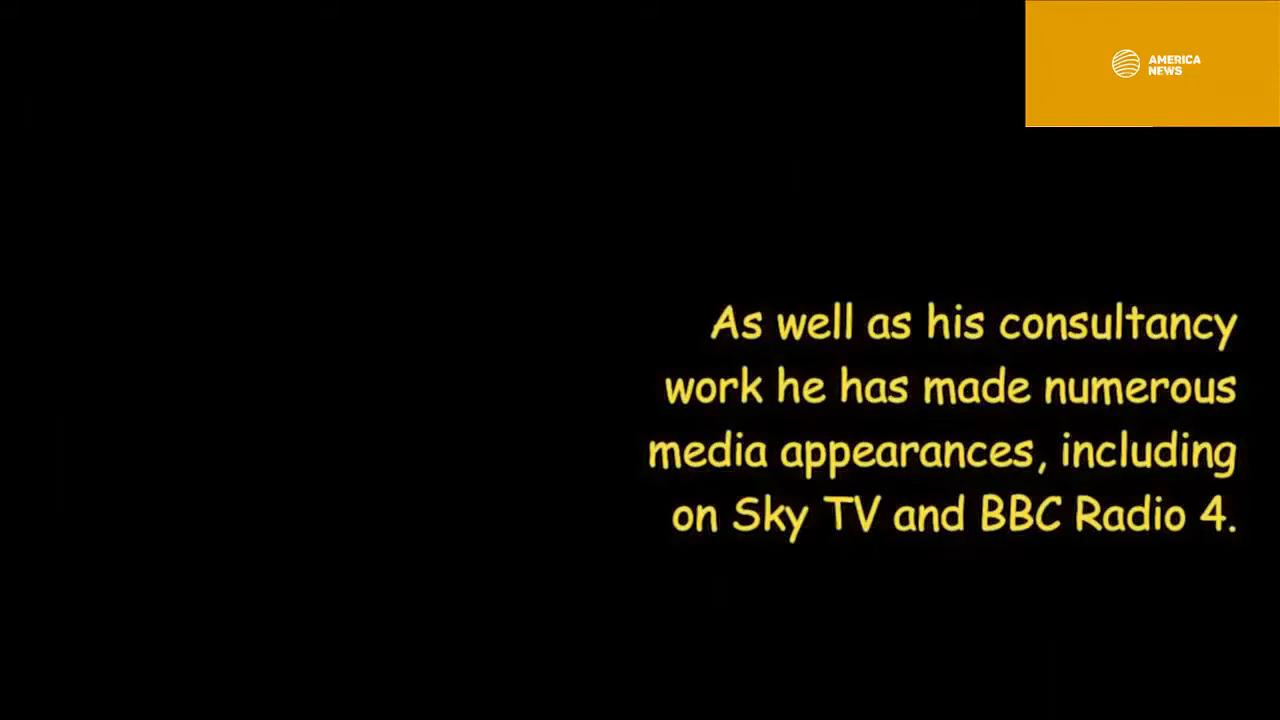 AMERICA
NEWS
As well as his consultancy
work he has made numerous
media appearances, including
on Sky TV and BBC Radio 4.